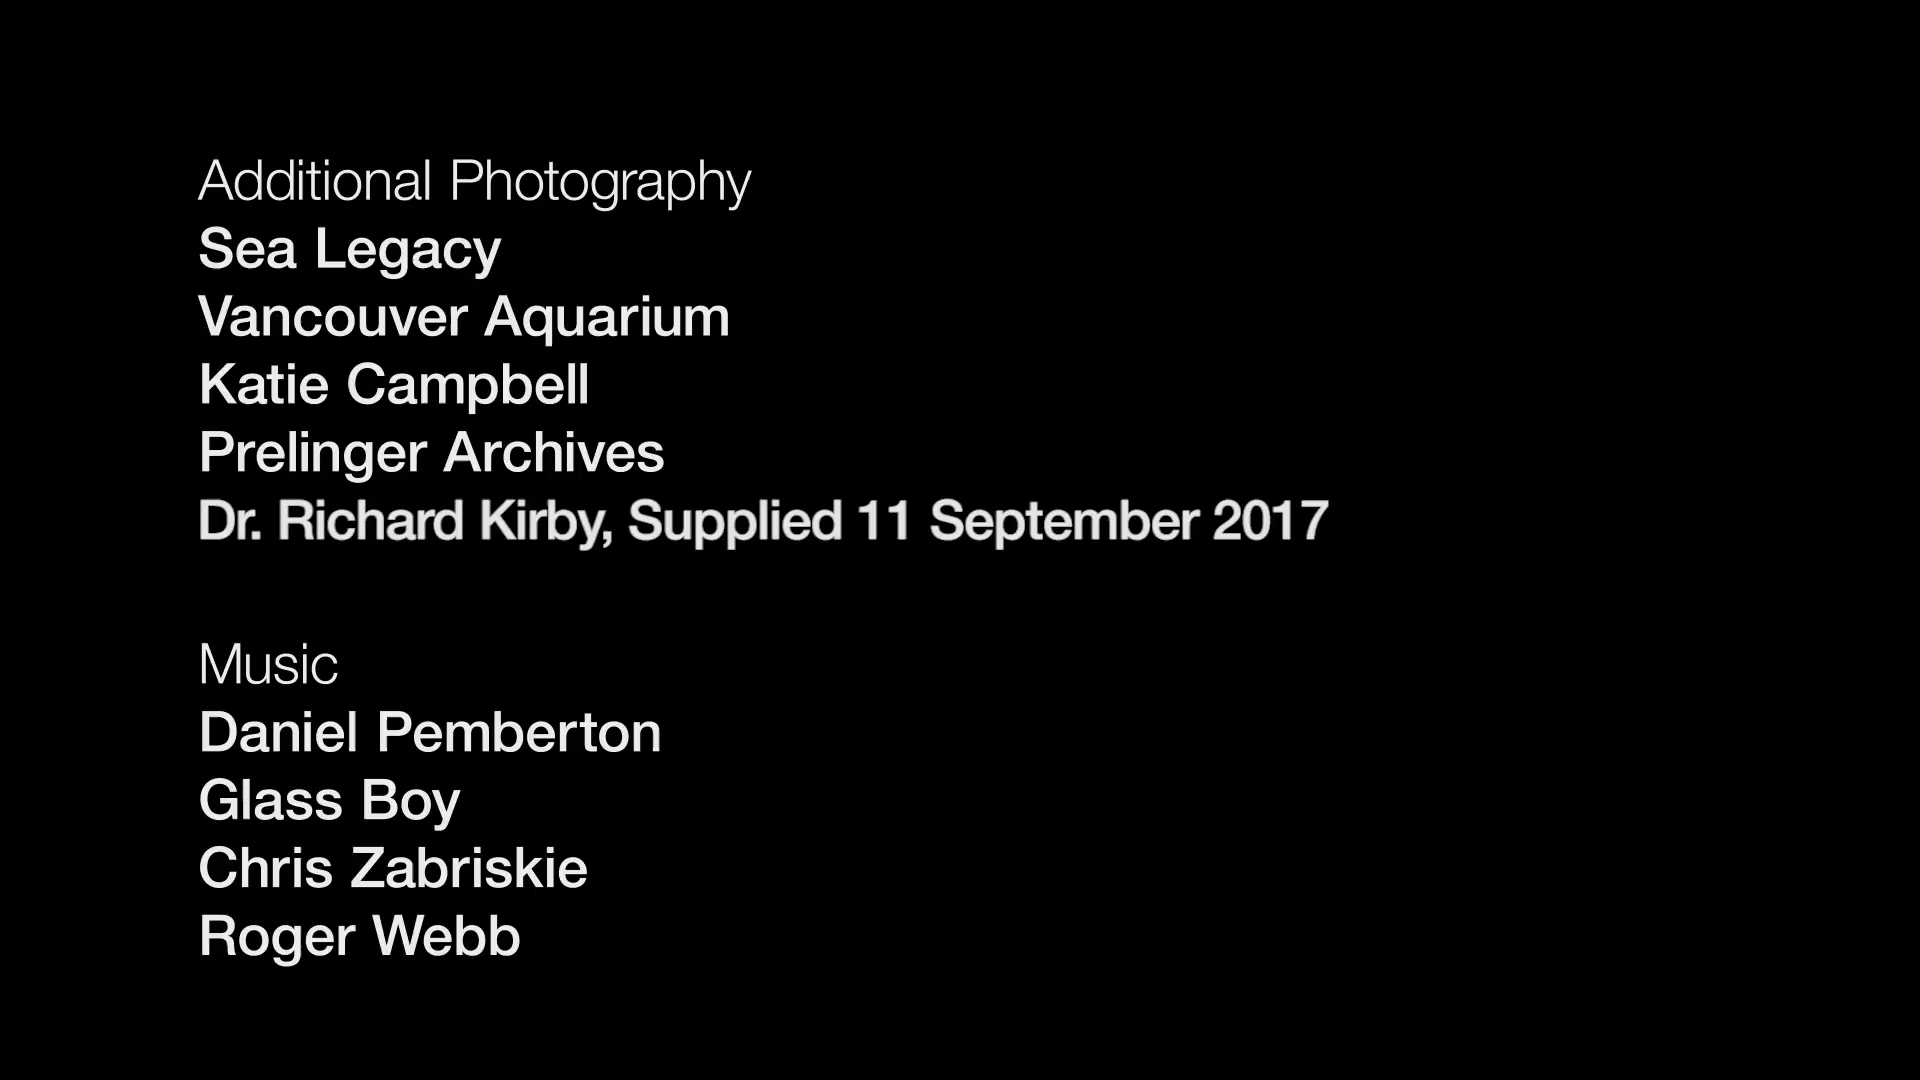 Additional Photography
Sea Legacy
Vancouver Aquarium
Katie Campbell
Prelinger Archives
Dr. Richard Kirby, Supplied 11 September 2017
Music
Daniel Pemberton
Glass Boy
Chris Zabriskie
Roger Webb